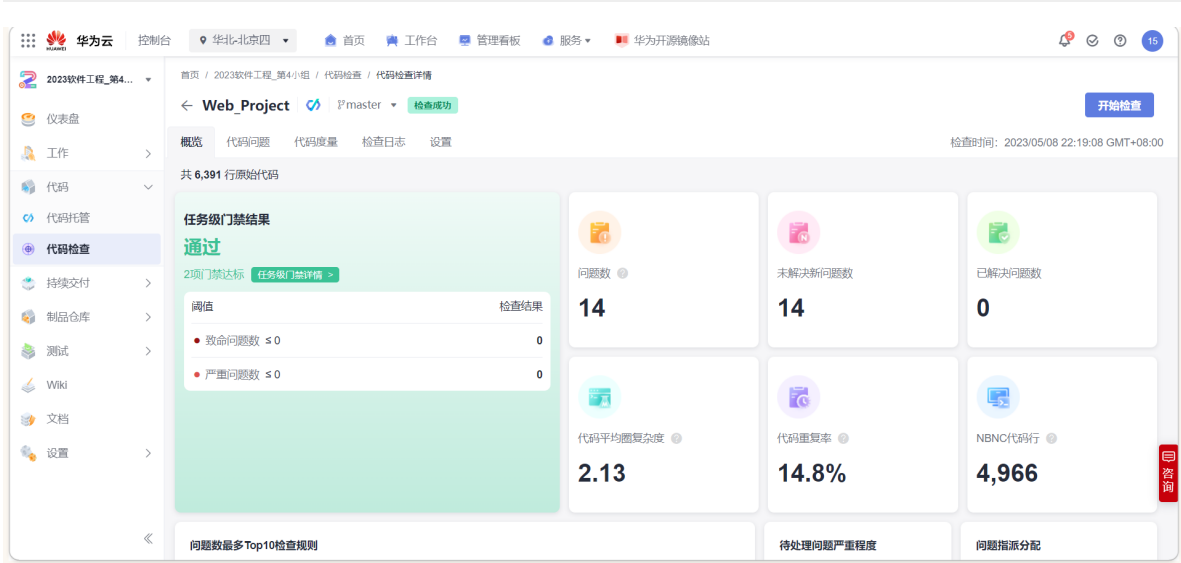 HUAWEI 华为云 控制台 华北-北京四 首页 工作台 管理看板 服务 华为开源镜像站 5 15
2023软件工程_第4...
仪表盘
工作
代码
代码托管
代码检查
持续交付
制品仓库
测试
Wiki
文档
设置
首页 / 2023软件工程_第4小组 / 代码检查 / 代码检查详情
Web_Project master 检查成功 开始检查
概览 代码问题 代码度量 检查日志 设置 检查时间: 2023/05/08 22:19:08 GMT+08:00
共 6,391 行原始代码
任务级门禁结果
通过
2项门禁达标 任务级门禁详情 >
阈值 检查结果
致命问题数 ≤ 0 0
严重问题数 ≤ 0 0
问题数
14
未解决新问题数
14
已解决问题数
0
代码平均圈复杂度
2.13
代码重复率
14.8%
NBNC代码行
4,966
咨询
问题数最多Top10检查规则 待处理问题严重程度 问题指派分配